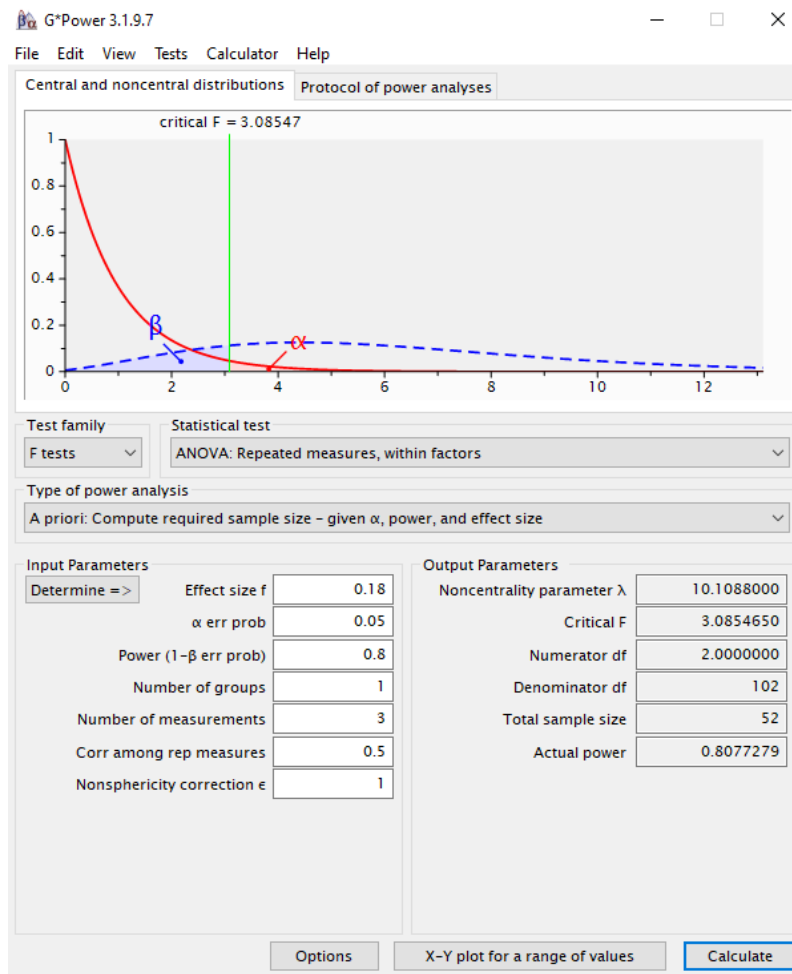 G*Power 3.1.9.7
File Edit View Tests Calculator Help
Central and noncentral distributions Protocol of power analyses
critical F = 3.08547
1
0.8
0.6
0.4
0.2
0
β
α
0 2 4 6 8 10 12
Test family Statistical test
F tests ANOVA: Repeated measures, within factors
Type of power analysis
A priori: Compute required sample size - given α, power, and effect size
Input Parameters Output Parameters
Determine => Effect size f 0.18 Noncentrality parameter λ 10.1088000
α err prob 0.05 Critical F 3.0854650
Power (1-β err prob) 0.8 Numerator df 2.0000000
Number of groups 1 Denominator df 102
Number of measurements 3 Total sample size 52
Corr among rep measures 0.5 Actual power 0.8077279
Nonsphericity correction ϵ 1
Options X-Y plot for a range of values Calculate